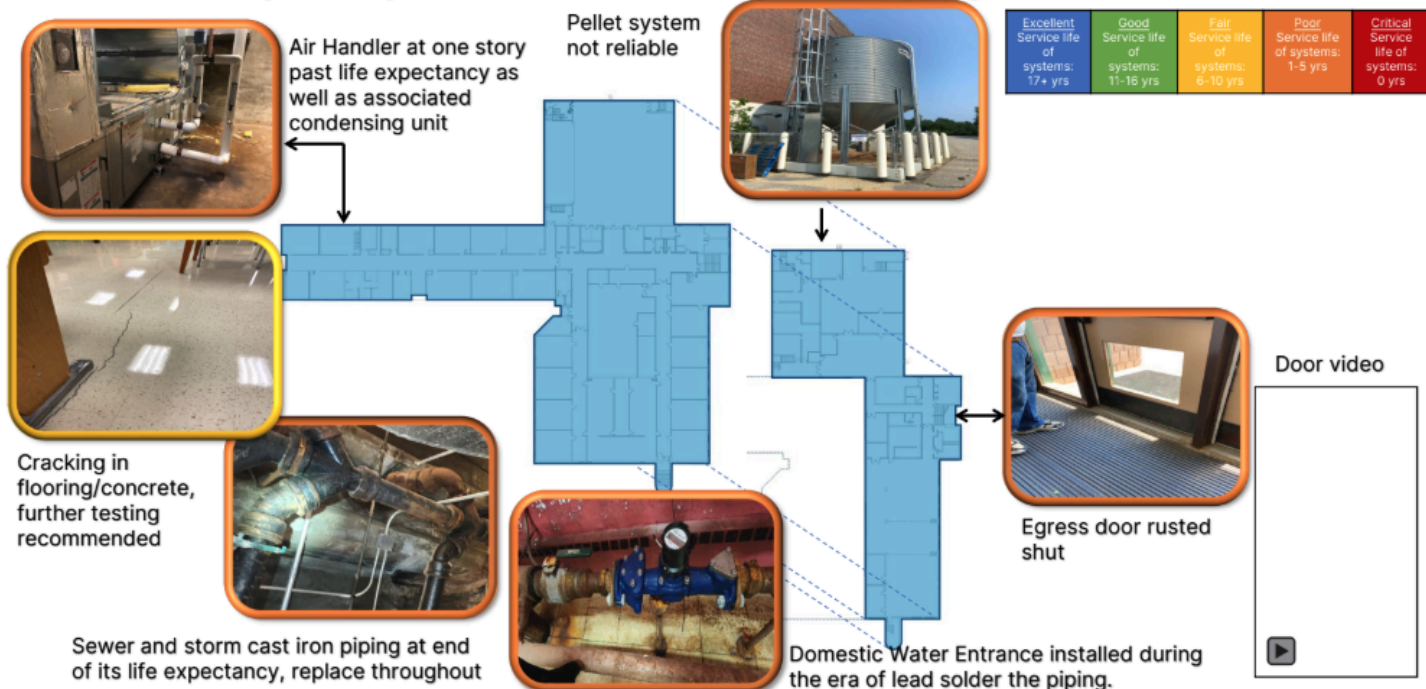 Air Handler at one story
past life expectancy as
well as associated
condensing unit
Pellet system
not reliable
Excellent
Service life
of
systems:
17+ yrs
Good
Service life
of
systems:
11-16 yrs
Fair
Service life
of
systems:
6-10 yrs
Poor
Service life
of systems:
1-5 yrs
Critical
Service
life of
systems:
0 yrs
Cracking in
flooring/concrete,
further testing
recommended
Door video
Egress door rusted
shut
Sewer and storm cast iron piping at end
of its life expectancy, replace throughout
Domestic Water Entrance installed during
the era of lead solder the piping.